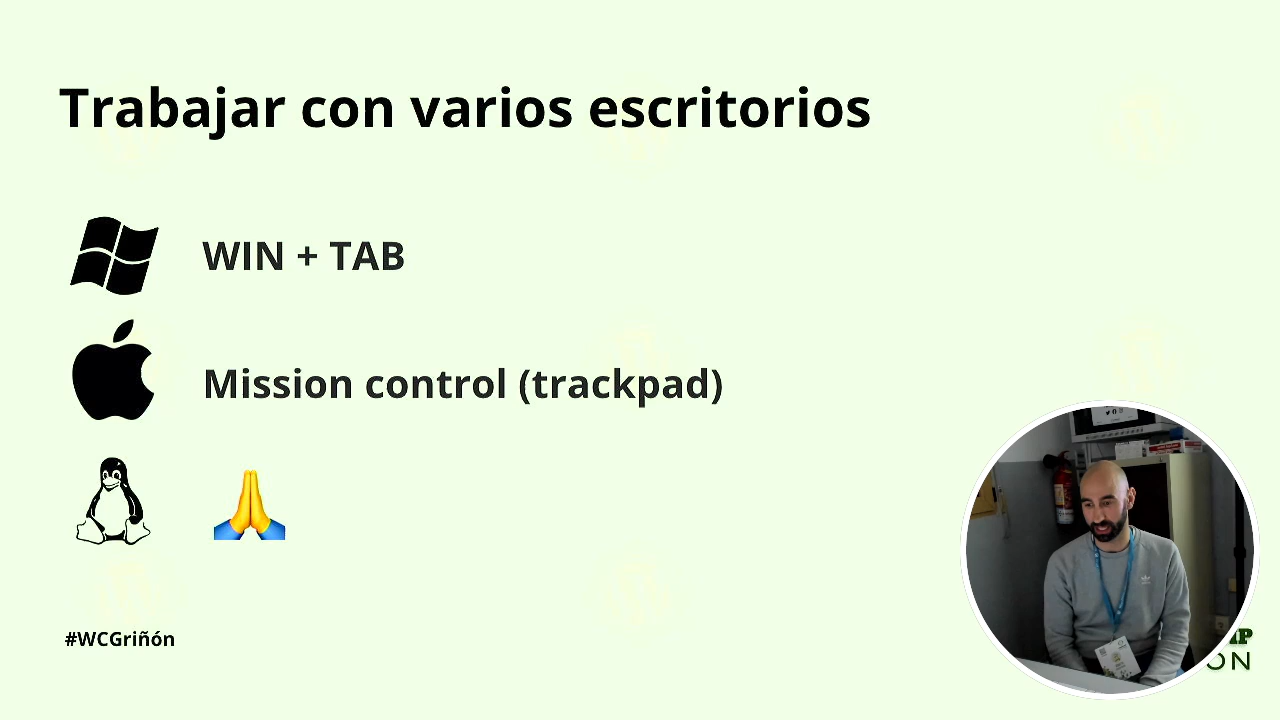 Trabajar con varios escritorios
WIN + TAB
Mission control (trackpad)
#WCGriñón